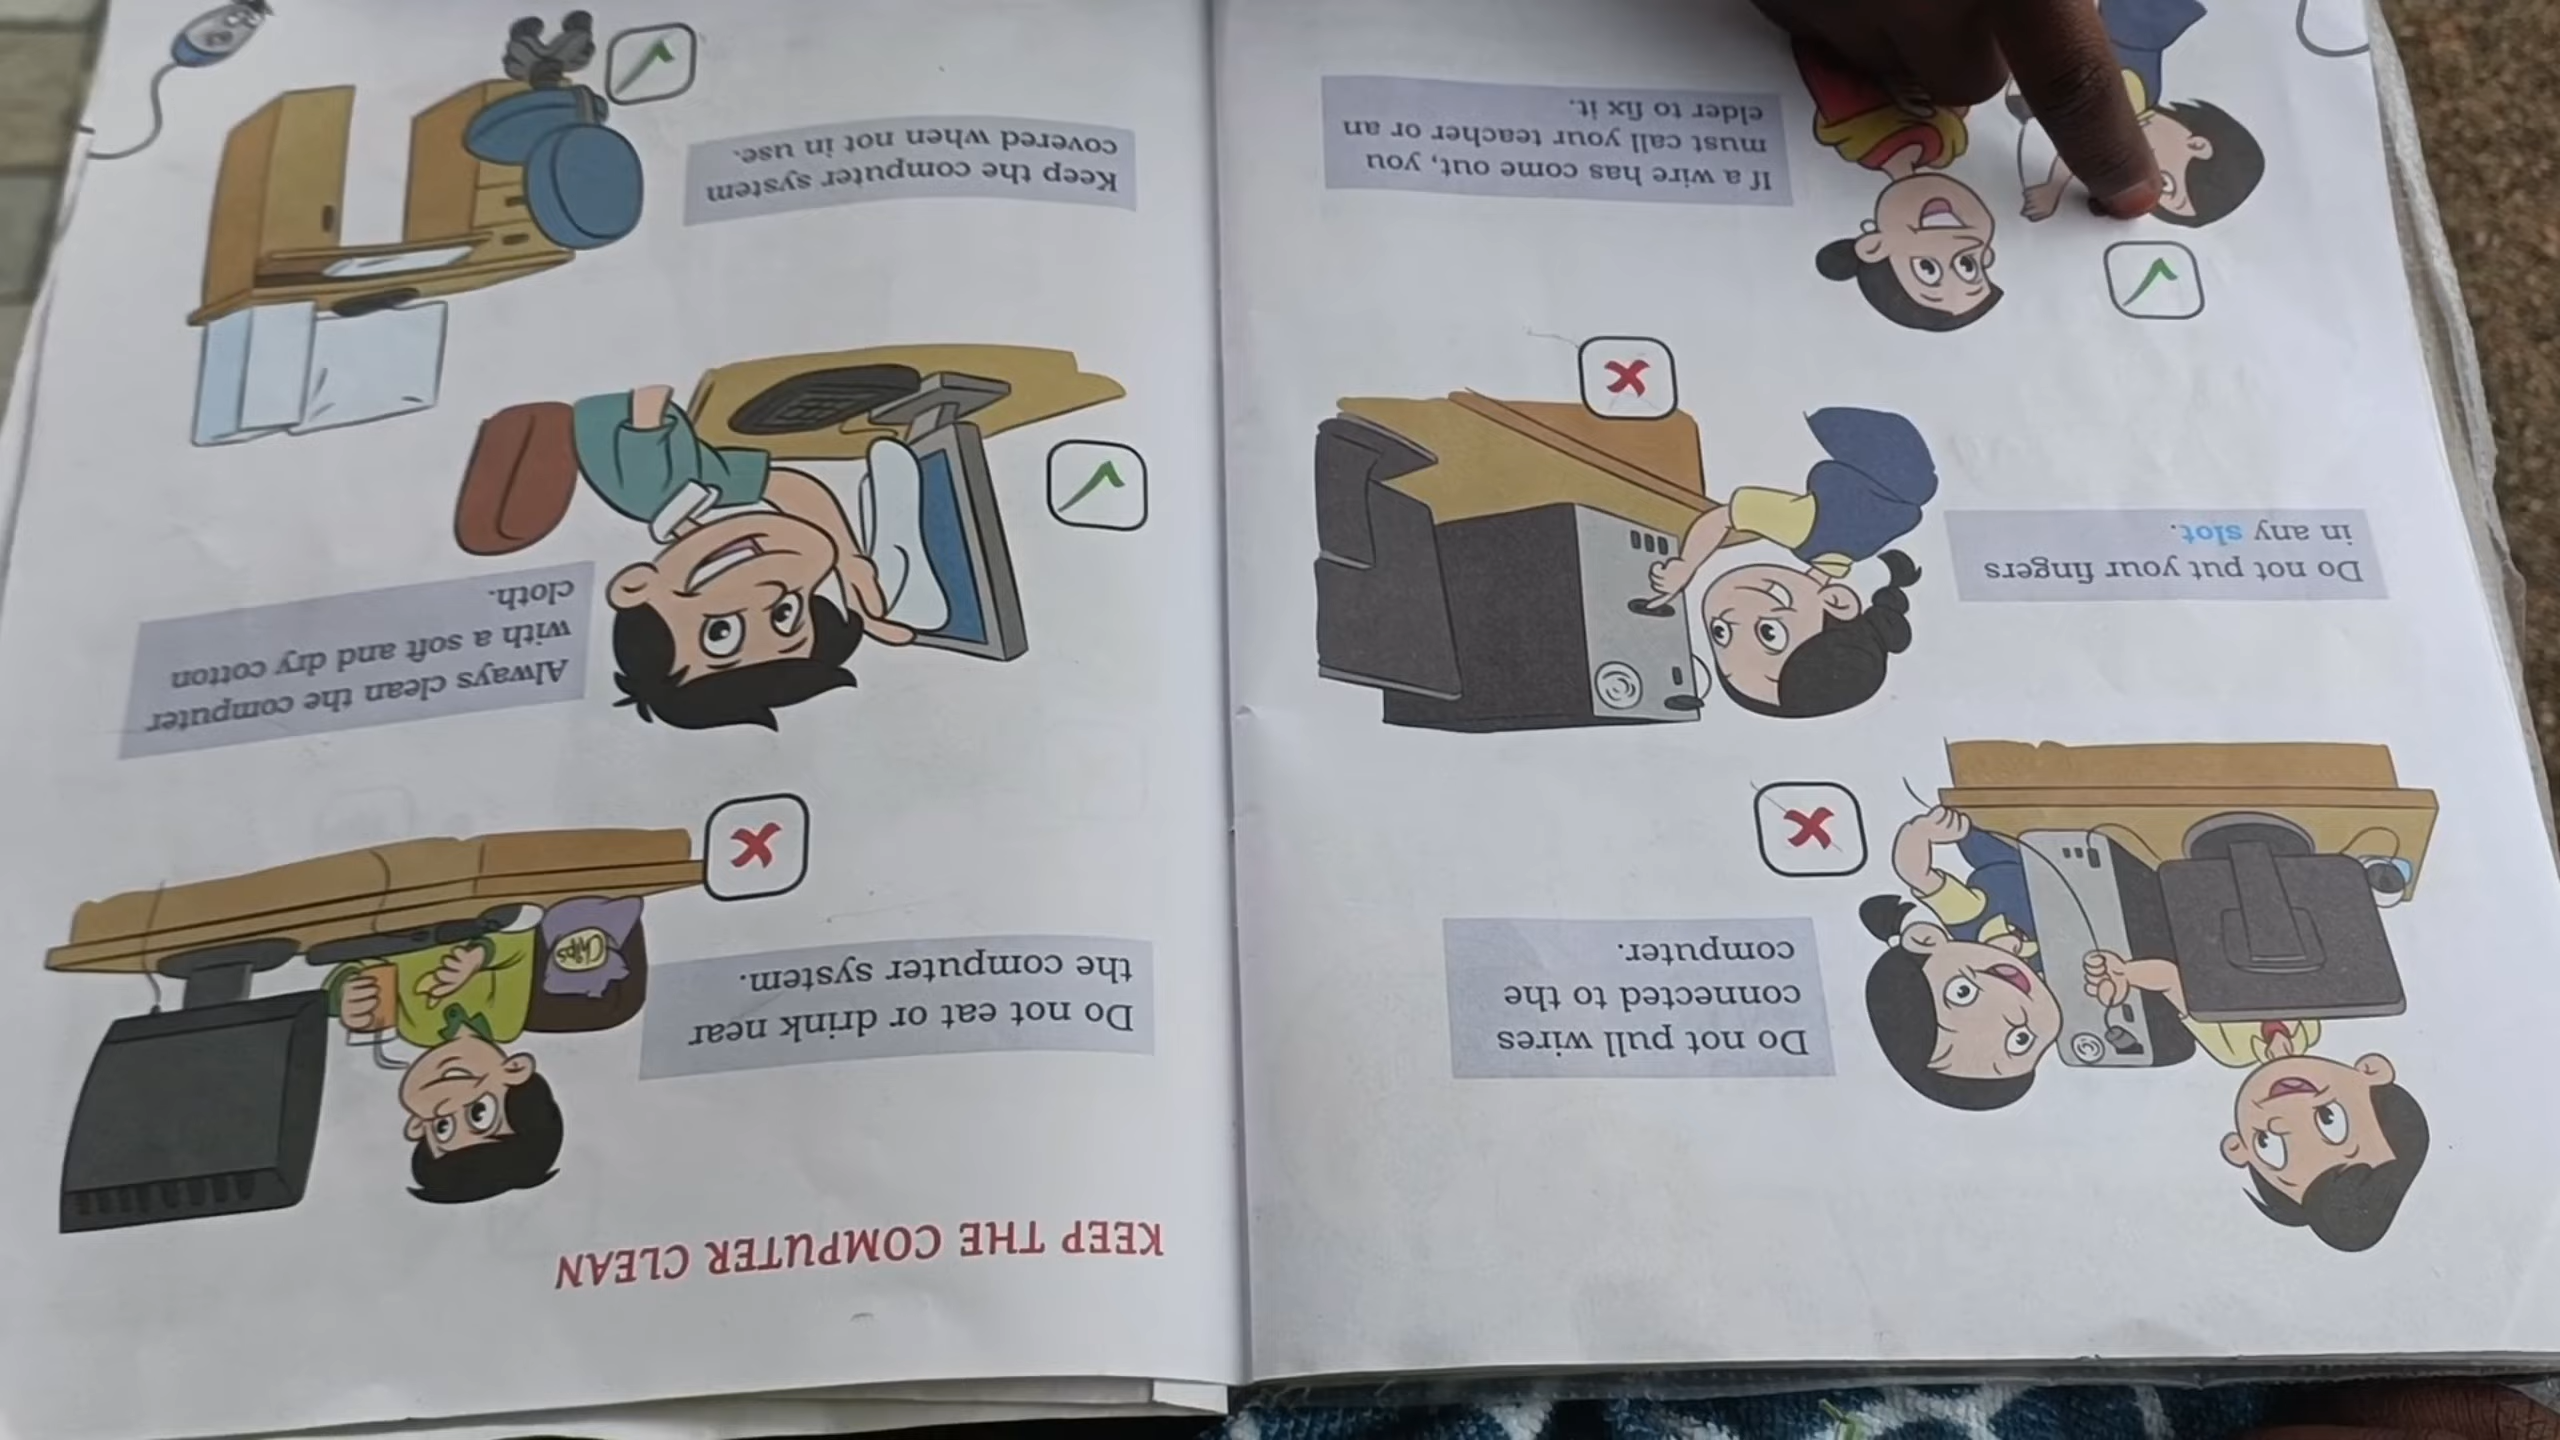 Do not pull wires
connected to the
computer.
Do not put your fingers
in any slot.
If a wire has come out, you
must call your teacher or an
elder to fix it.
KEEP THE COMPUTER CLEAN
Do not eat or drink near
the computer system.
Chips
Always clean the computer
with a soft and dry cotton
cloth.
Keep the computer system
covered when not in use.